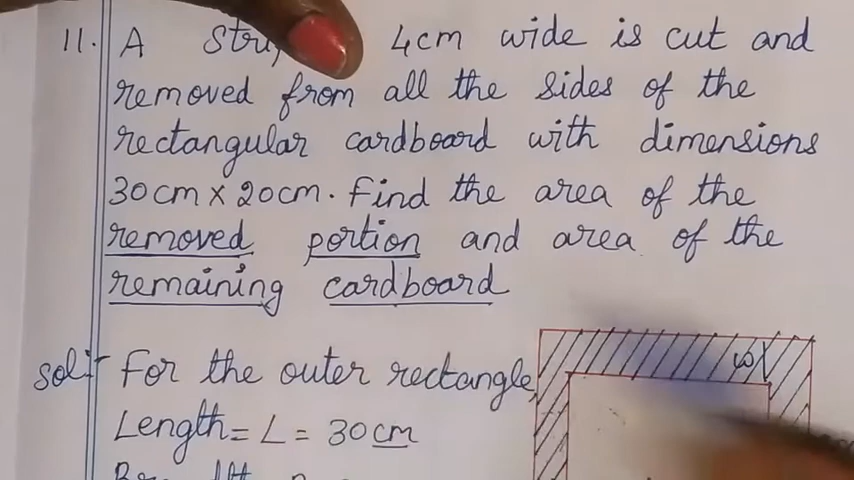 11. A 4cm wide is cut and
removed from all the sides of the
rectangular cardboard with dimensions
30cm x 20cm. Find the area of the
removed portion and area of the
remaining cardboard
sol:- For the outer rectangle,
Length = L = 30 cm
W